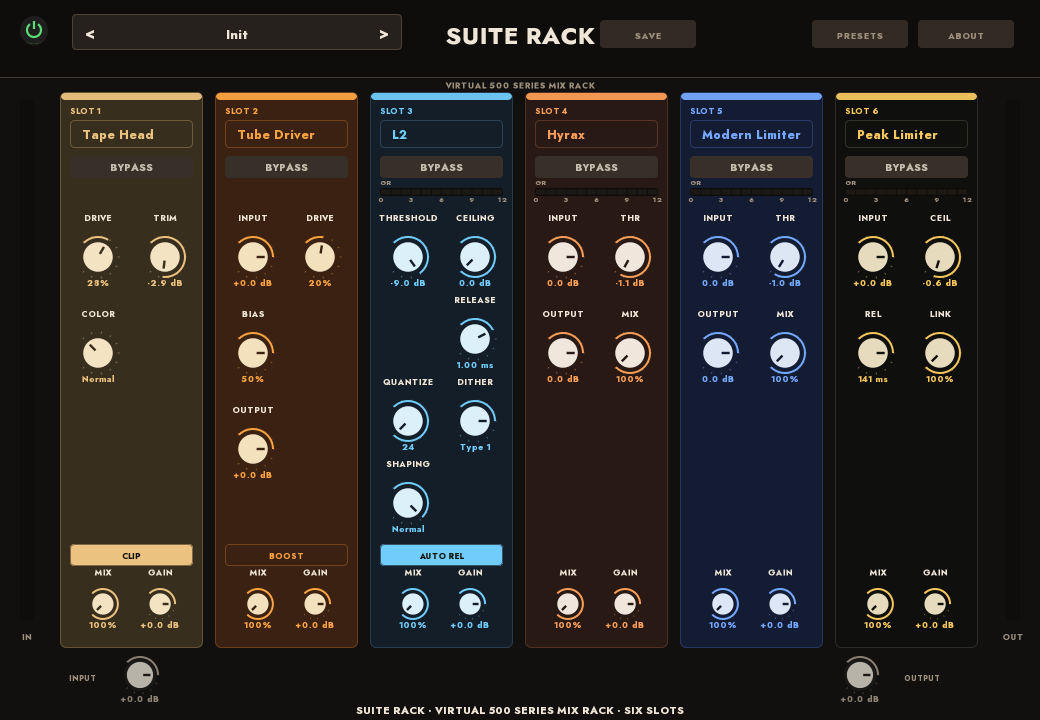 < Init >
SUITE RACK
SAVE
PRESETS
ABOUT
VIRTUAL 500 SERIES MIX RACK
SLOT 1
Tape Head
BYPASS
DRIVE TRIM
28% -2.9 dB
COLOR
Normal
CLIP
MIX GAIN
100% +0.0 dB
SLOT 2
Tube Driver
BYPASS
INPUT DRIVE
+0.0 dB 20%
BIAS
50%
OUTPUT
+0.0 dB
BOOST
MIX GAIN
100% +0.0 dB
SLOT 3
L2
BYPASS
GR
0 3 6 9 12
THRESHOLD CEILING
-9.0 dB 0.0 dB
RELEASE
1.00 ms
QUANTIZE DITHER
24 Type 1
SHAPING
Normal
AUTO REL
MIX GAIN
100% +0.0 dB
SLOT 4
Hyrax
BYPASS
GR
0 3 6 9 12
INPUT THR
0.0 dB -1.1 dB
OUTPUT MIX
0.0 dB 100%
MIX GAIN
100% +0.0 dB
SLOT 5
Modern Limiter
BYPASS
GR
0 3 6 9 12
INPUT THR
0.0 dB -1.0 dB
OUTPUT MIX
0.0 dB 100%
MIX GAIN
100% +0.0 dB
SLOT 6
Peak Limiter
BYPASS
GR
0 3 6 9 12
INPUT CEIL
+0.0 dB -0.6 dB
REL LINK
141 ms 100%
MIX GAIN
100% +0.0 dB
IN
OUT
INPUT
+0.0 dB
OUTPUT
+0.0 dB
SUITE RACK · VIRTUAL 500 SERIES MIX RACK · SIX SLOTS